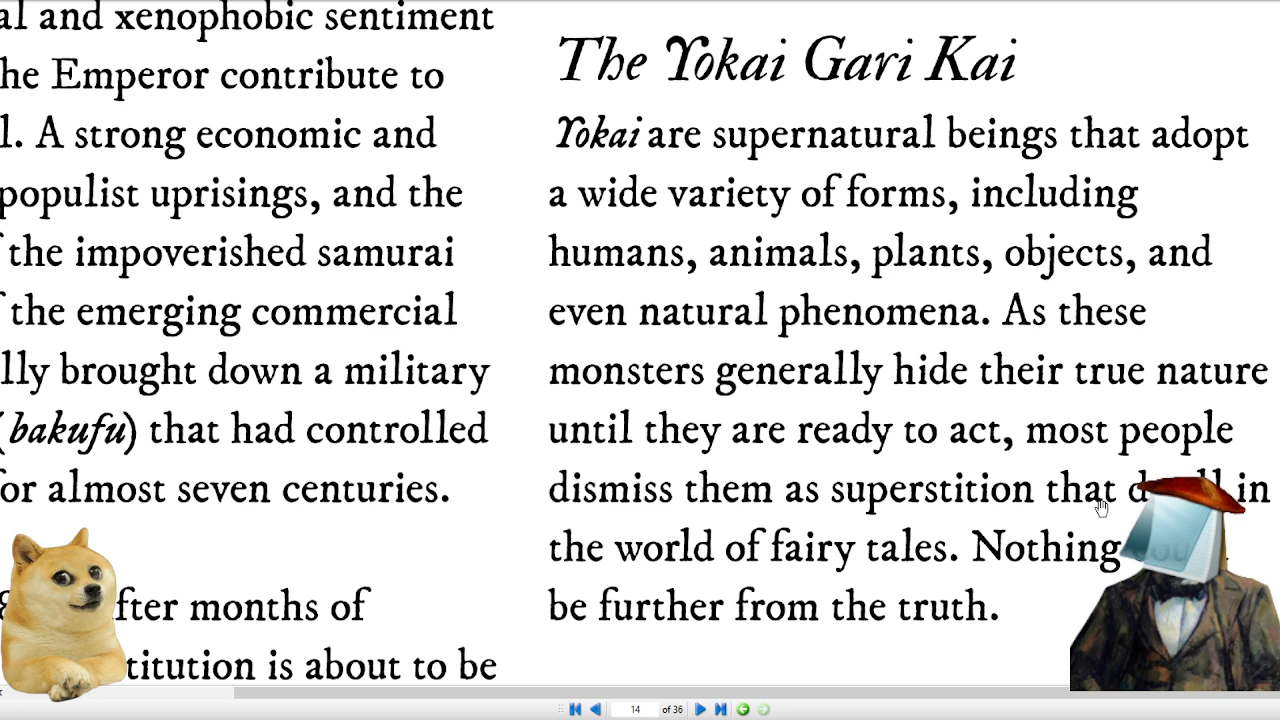 al and xenophobic sentiment
he Emperor contribute to
l. A strong economic and
populist uprisings, and the
the impoverished samurai
the emerging commercial
lly brought down a military
(bakufu) that had controlled
for almost seven centuries.
fter months of
titution is about to be
The Yokai Gari Kai
Yokai are supernatural beings that adopt
a wide variety of forms, including
humans, animals, plants, objects, and
even natural phenomena. As these
monsters generally hide their true nature
until they are ready to act, most people
dismiss them as superstition that in
the world of fairy tales. Nothing
be further from the truth.
14 of 36